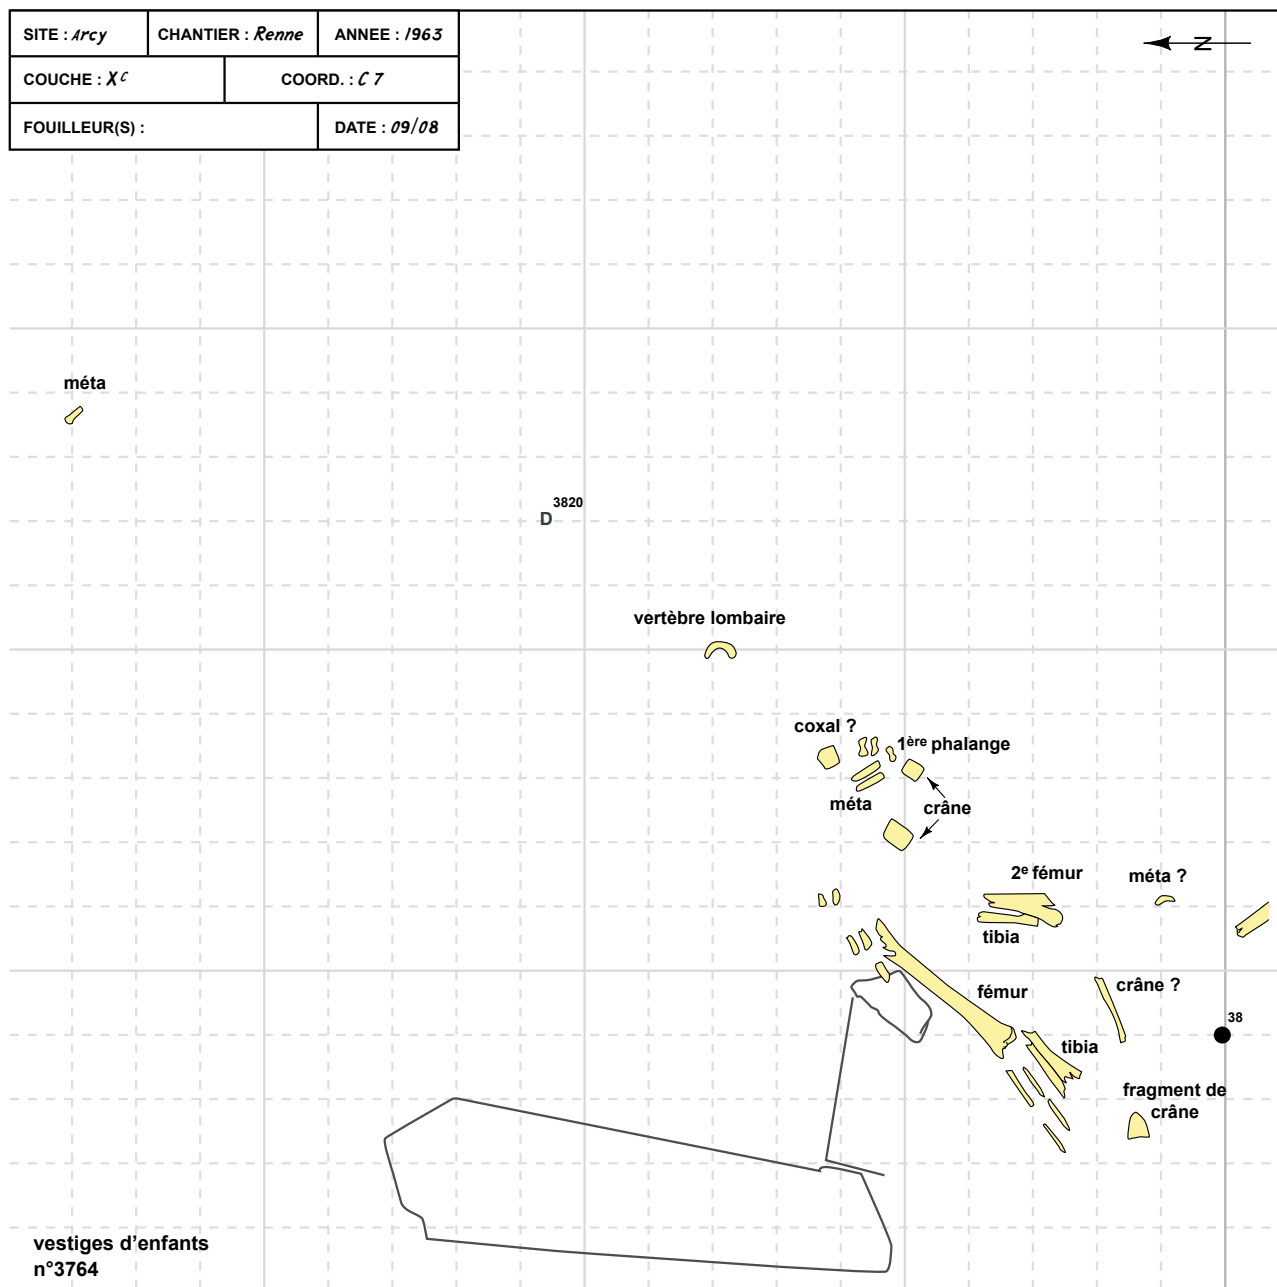 SITE : Arcy CHANTIER : Renne ANNEE : 1963
COUCHE : Xc COORD. : C 7
FOUILLEUR(S) : DATE : 09/08
N
méta
3820
D
vertèbre lombaire
coxal ?
1ère phalange
méta
crâne
2e fémur
méta ?
tibia
fémur
crâne ?
38
tibia
fragment de
crâne
vestiges d’enfants
n°3764